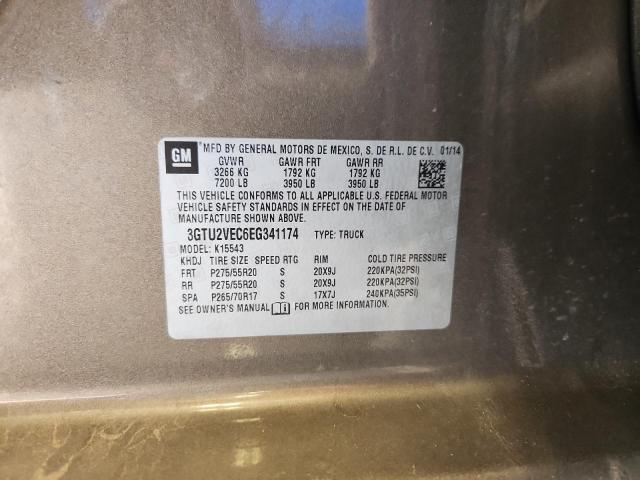 GM
MFD BY GENERAL MOTORS DE MEXICO, S. DE R.L. DE C.V. 01/14
GVWR GAWR FRT GAWR RR
3266 KG 1792 KG 1792 KG
7200 LB 3950 LB 3950 LB
THIS VEHICLE CONFORMS TO ALL APPLICABLE U.S. FEDERAL MOTOR
VEHICLE SAFETY STANDARDS IN EFFECT ON THE DATE OF
MANUFACTURE SHOWN ABOVE.
3GTU2VEC6EG341174 TYPE: TRUCK
MODEL: K15543
KHDJ TIRE SIZE SPEED RTG RIM COLD TIRE PRESSURE
FRT P275/55R20 S 20X9J 220KPA(32PSI)
RR P275/55R20 S 20X9J 220KPA(32PSI)
SPA P265/70R17 S 17X7J 240KPA(35PSI)
SEE OWNER'S MANUAL i FOR MORE INFORMATION.